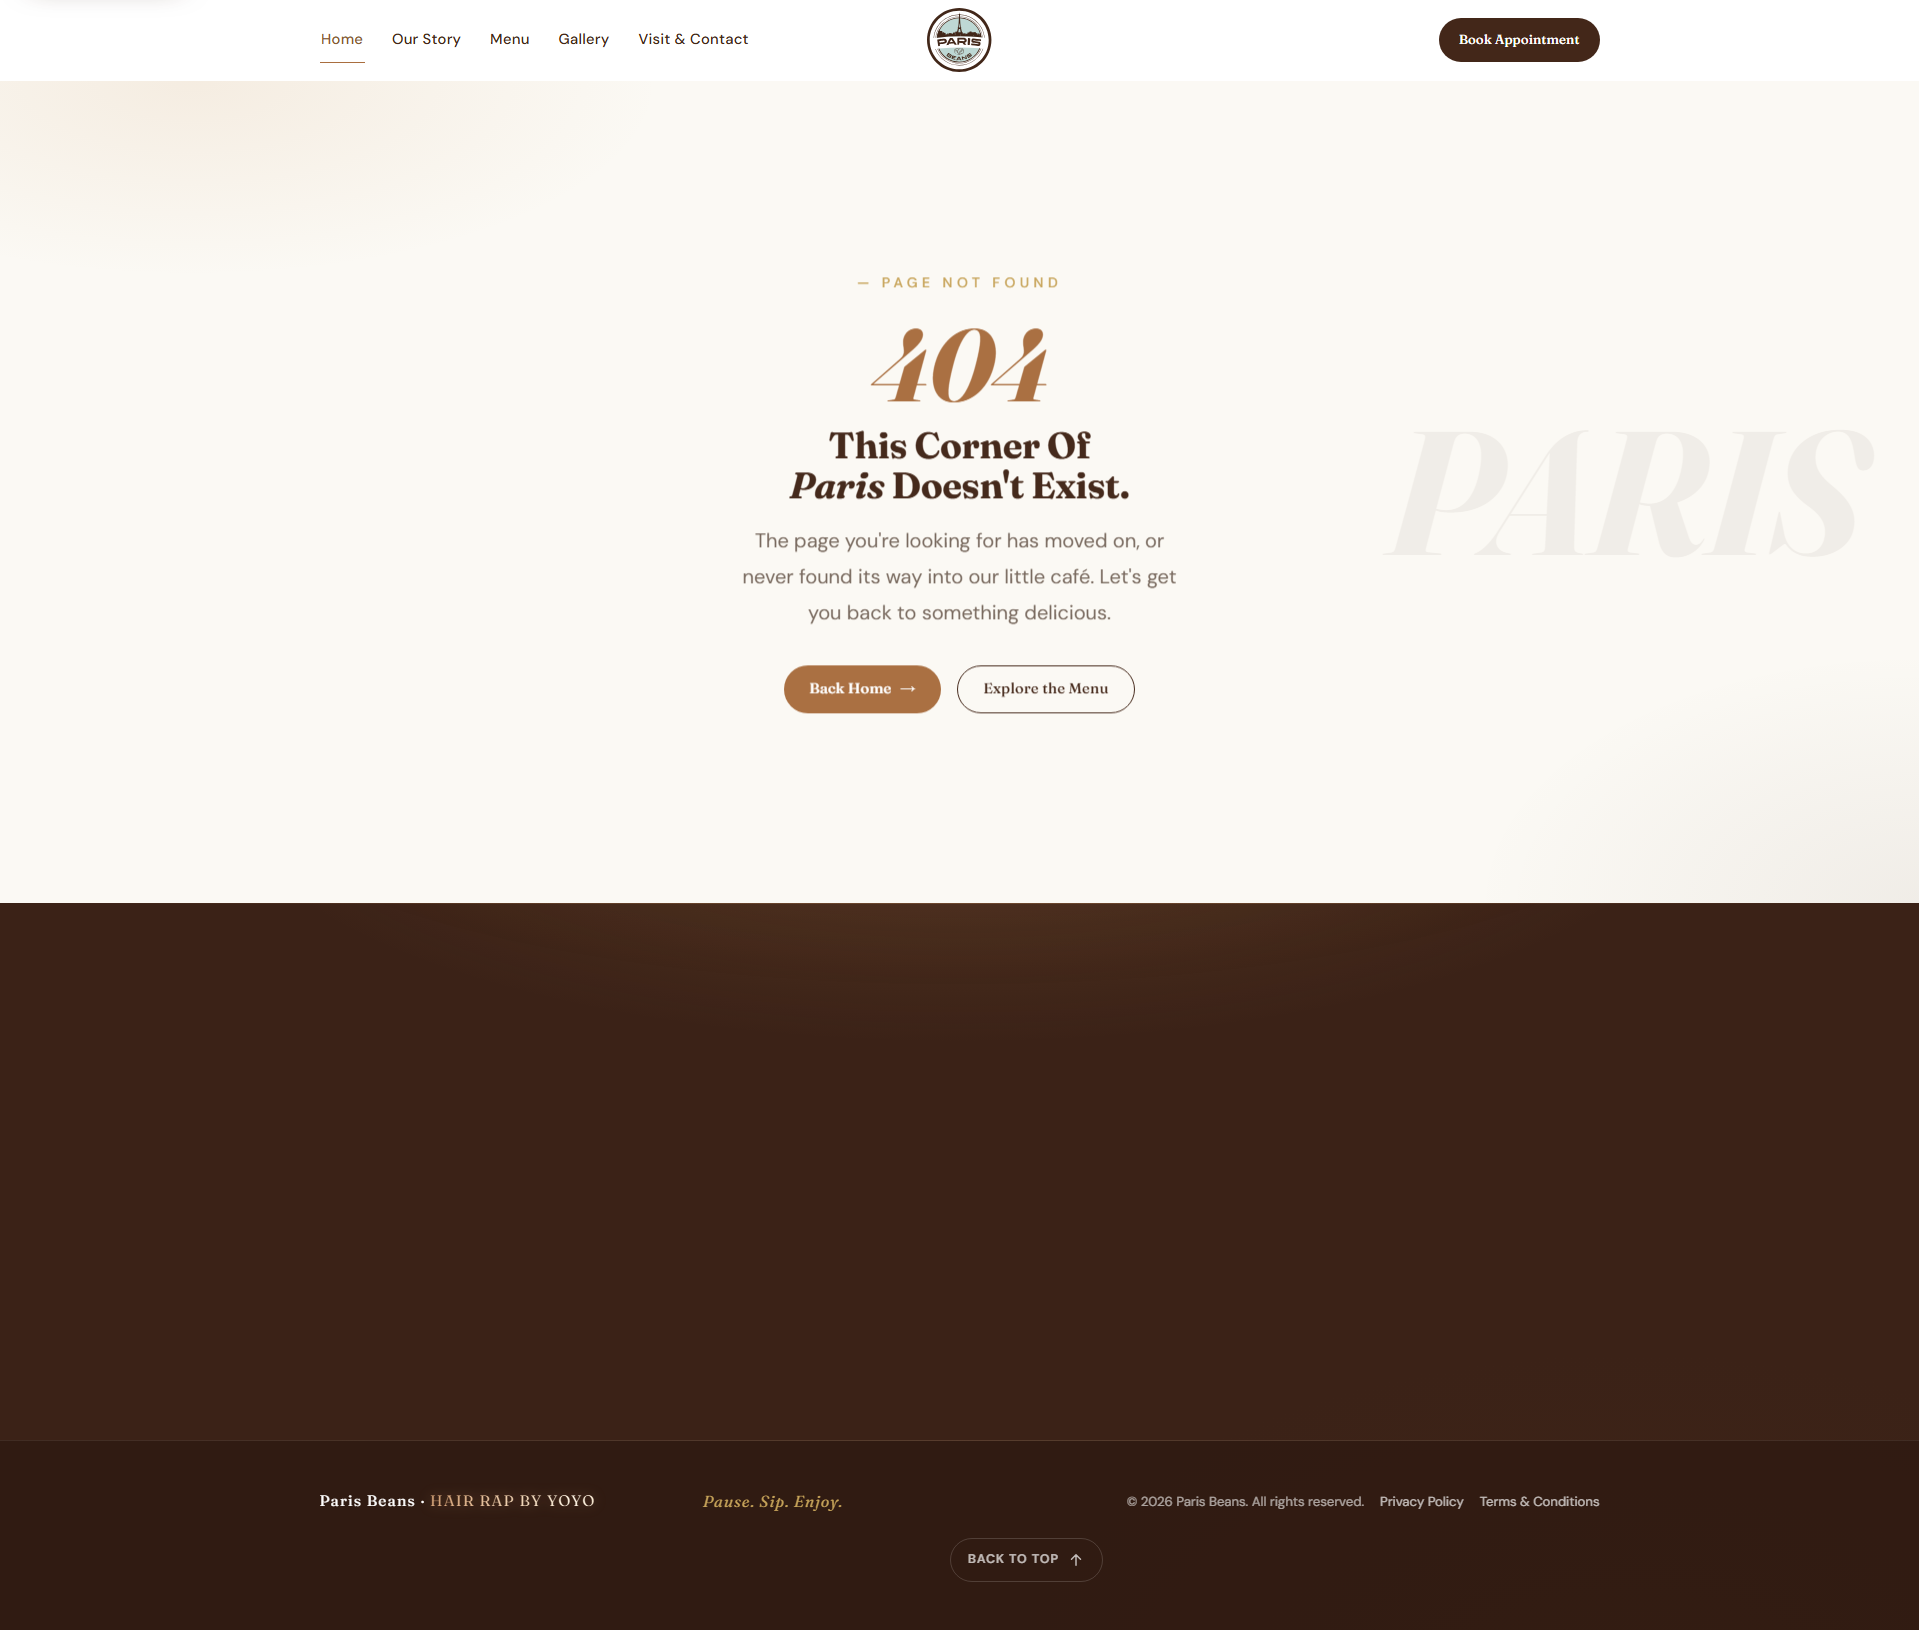 Home
Our Story
Menu
Gallery
Visit & Contact
PARIS
BEANS
Book Appointment
— PAGE NOT FOUND
404
This Corner Of
Paris Doesn't Exist.
The page you're looking for has moved on, or
never found its way into our little café. Let's get
you back to something delicious.
Back Home →
Explore the Menu
PARIS
Paris Beans · HAIR RAP BY YOYO
Pause. Sip. Enjoy.
© 2026 Paris Beans. All rights reserved.
Privacy Policy
Terms & Conditions
BACK TO TOP ↑